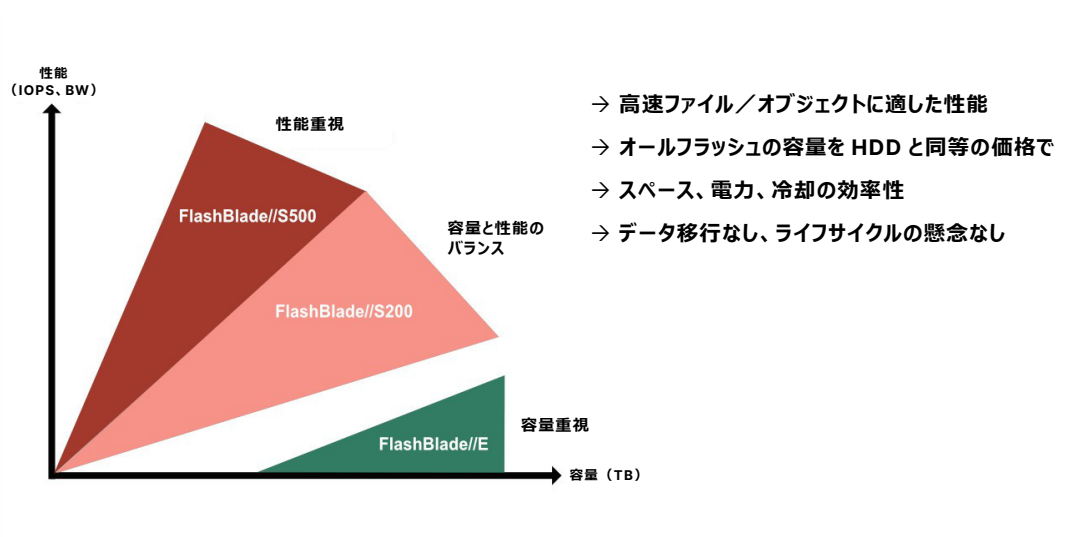 性能
（IOPS、BW）
性能重視
FlashBlade//S500
容量と性能の
バランス
FlashBlade//S200
容量重視
FlashBlade//E
容量（TB）
→ 高速ファイル／オブジェクトに適した性能
→ オールフラッシュの容量を HDD と同等の価格で
→ スペース、電力、冷却の効率性
→ データ移行なし、ライフサイクルの懸念なし